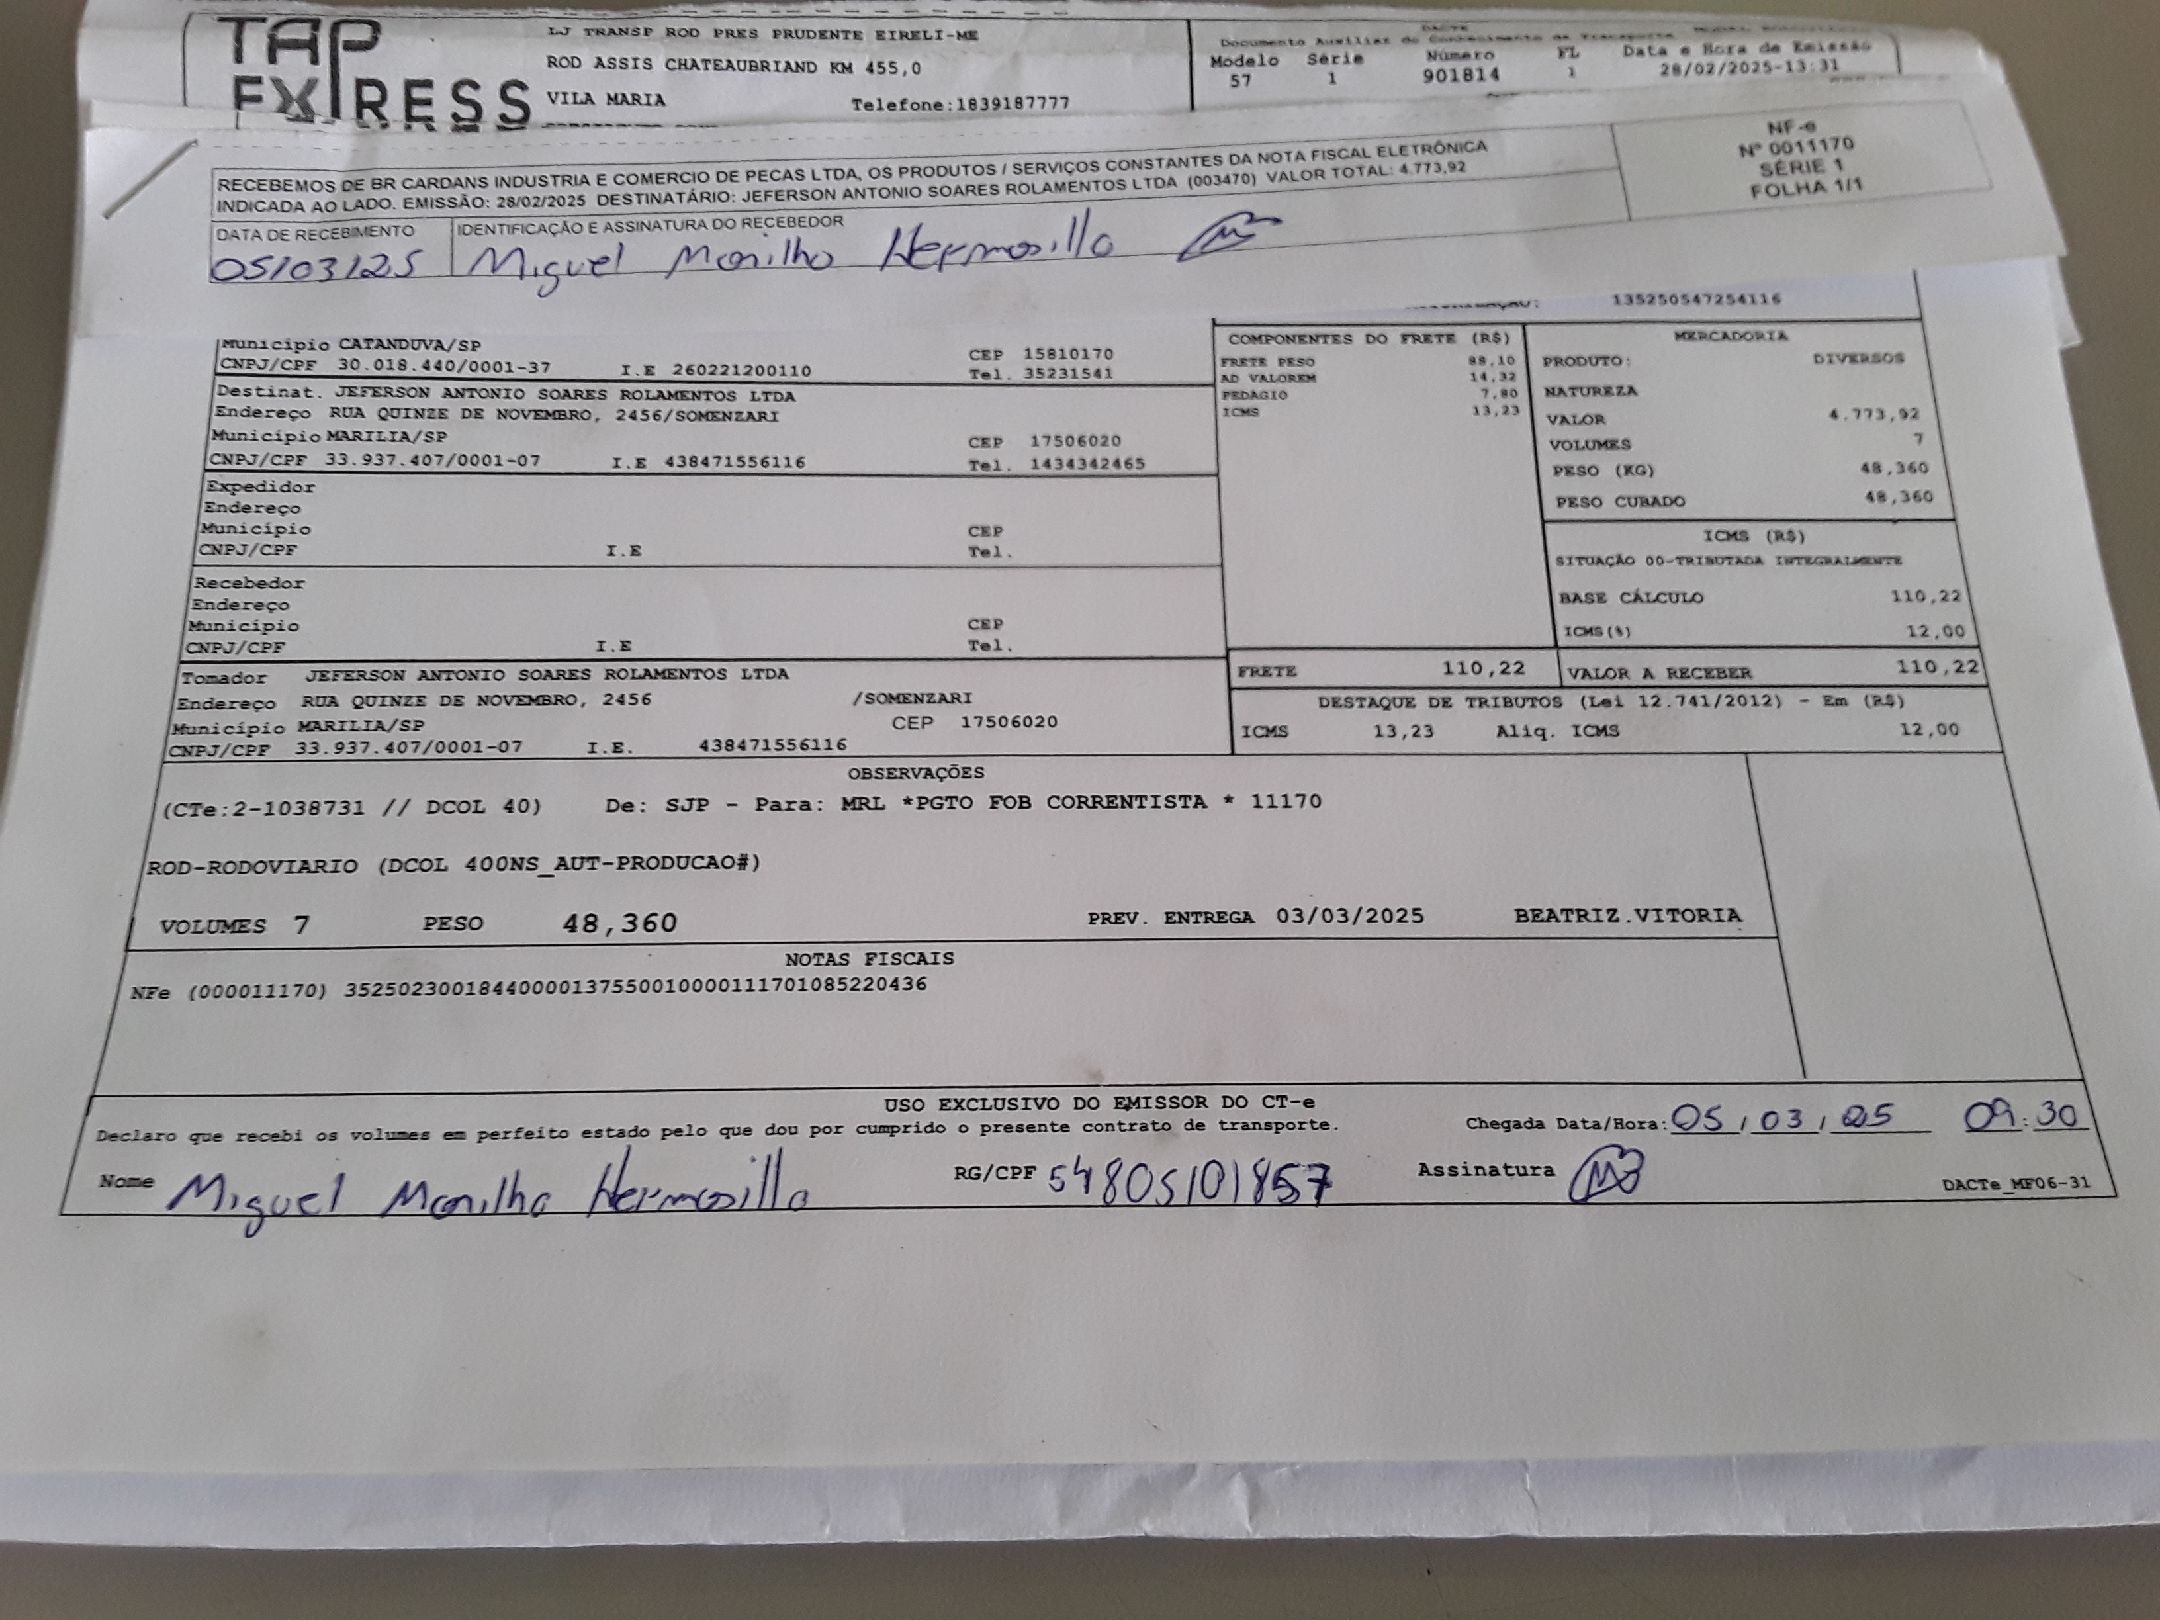 TAP
EXPRESS
LJ TRANSP ROD PRES PRUDENTE EIRELI-ME
ROD ASSIS CHATEAUBRIAND KM 455,0
VILA MARIA Telefone:1839187777
DACTE
Documento Auxiliar do Conhecimento de Transporte
Modelo Série Número FL Data e Hora de Emissão
57 1 901814 1 28/02/2025-13:31
RECEBEMOS DE BR CARDANS INDUSTRIA E COMERCIO DE PECAS LTDA, OS PRODUTOS / SERVIÇOS CONSTANTES DA NOTA FISCAL ELETRÔNICA
INDICADA AO LADO. EMISSÃO: 28/02/2025 DESTINATÁRIO: JEFERSON ANTONIO SOARES ROLAMENTOS LTDA (003470) VALOR TOTAL: 4.773,92
NF-e
Nº 0011170
SÉRIE 1
FOLHA 1/1
DATA DE RECEBIMENTO IDENTIFICAÇÃO E ASSINATURA DO RECEBEDOR
05/03/25 Miguel Monilho Hermosillo
135250547254116
Município CATANDUVA/SP CEP 15810170
CNPJ/CPF 30.018.440/0001-37 I.E 260221200110 Tel. 35231541
Destinat. JEFERSON ANTONIO SOARES ROLAMENTOS LTDA
Endereço RUA QUINZE DE NOVEMBRO, 2456/SOMENZARI
Município MARILIA/SP CEP 17506020
CNPJ/CPF 33.937.407/0001-07 I.E 438471556116 Tel. 1434342465
Expedidor
Endereço
Município CEP
CNPJ/CPF I.E Tel.
Recebedor
Endereço
Município CEP
CNPJ/CPF I.E Tel.
Tomador JEFERSON ANTONIO SOARES ROLAMENTOS LTDA
Endereço RUA QUINZE DE NOVEMBRO, 2456 /SOMENZARI
Município MARILIA/SP CEP 17506020
CNPJ/CPF 33.937.407/0001-07 I.E. 438471556116
COMPONENTES DO FRETE (R$)
FRETE PESO 88,10
AD VALOREM 14,32
PEDAGIO 7,80
ICMS 13,23
MERCADORIA
PRODUTO: DIVERSOS
NATUREZA
VALOR 4.773,92
VOLUMES 7
PESO (KG) 48,360
PESO CUBADO 48,360
ICMS (R$)
SITUAÇÃO 00-TRIBUTADA INTEGRALMENTE
BASE CÁLCULO 110,22
ICMS(%) 12,00
FRETE 110,22 VALOR A RECEBER 110,22
DESTAQUE DE TRIBUTOS (Lei 12.741/2012) - Em (R$)
ICMS 13,23 Aliq. ICMS 12,00
OBSERVAÇÕES
(CTe:2-1038731 // DCOL 40) De: SJP - Para: MRL *PGTO FOB CORRENTISTA * 11170
ROD-RODOVIARIO (DCOL 400NS_AUT-PRODUCAO#)
VOLUMES 7 PESO 48,360 PREV. ENTREGA 03/03/2025 BEATRIZ.VITORIA
NOTAS FISCAIS
NFe (000011170) 35250230018440000137550010000111701085220436
USO EXCLUSIVO DO EMISSOR DO CT-e
Declaro que recebi os volumes em perfeito estado pelo que dou por cumprido o presente contrato de transporte. Chegada Data/Hora: 05/03/25 09:30
Nome Miguel Monilho Hermosillo RG/CPF 54805101857 Assinatura
DACTe_MF06-31